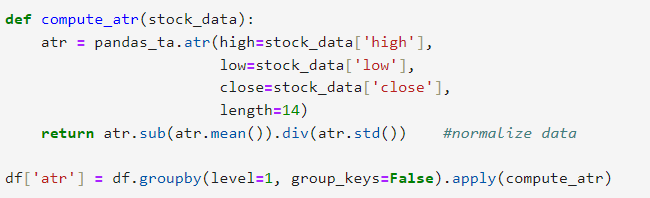 def compute_atr(stock_data):
    atr = pandas_ta.atr(high=stock_data['high'],
                        low=stock_data['low'],
                        close=stock_data['close'],
                        length=14)
    return atr.sub(atr.mean()).div(atr.std())    #normalize data
df['atr'] = df.groupby(level=1, group_keys=False).apply(compute_atr)